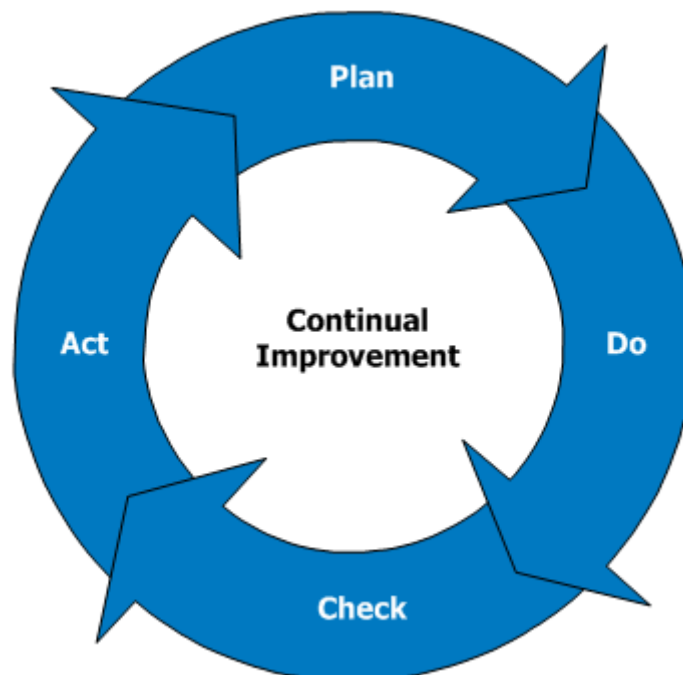 Plan
Do
Check
Act
Continual
Improvement